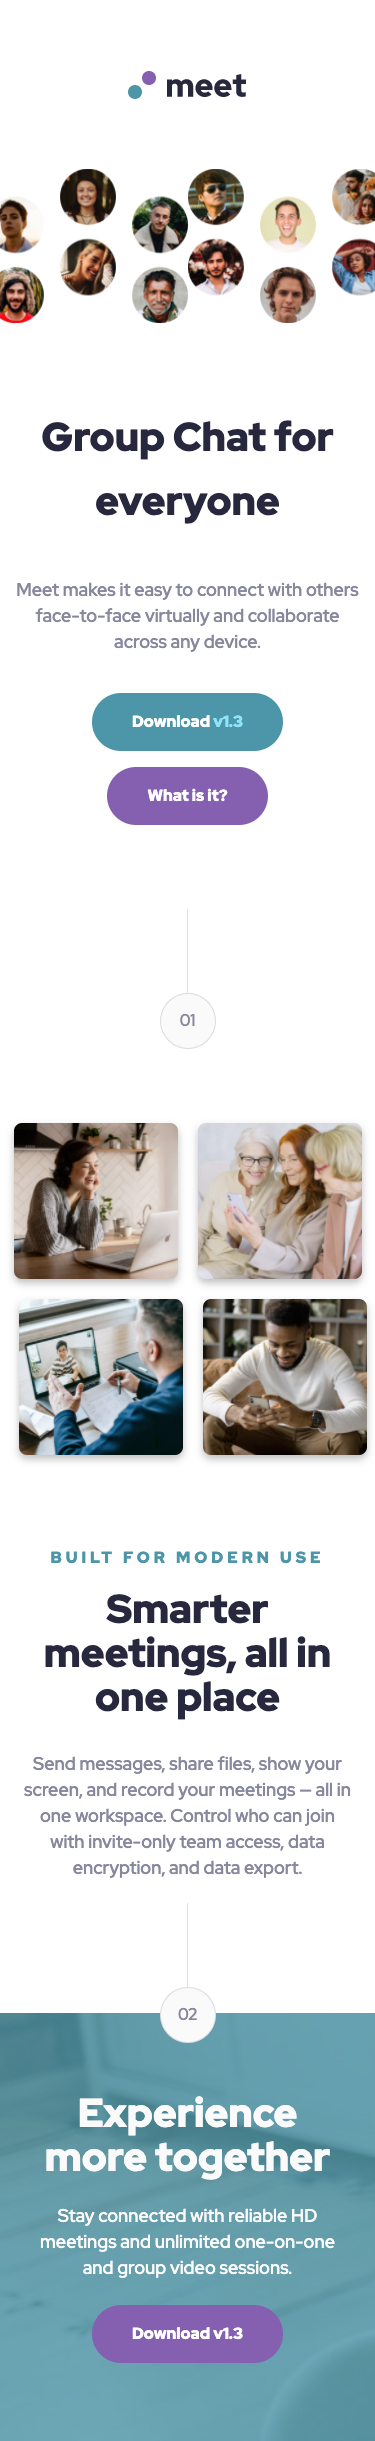 meet
Group Chat for
everyone
Meet makes it easy to connect with others
face-to-face virtually and collaborate
across any device.
Download v1.3
What is it?
01
BUILT FOR MODERN USE
Smarter
meetings, all in
one place
Send messages, share files, show your
screen, and record your meetings — all in
one workspace. Control who can join
with invite-only team access, data
encryption, and data export.
02
Experience
more together
Stay connected with reliable HD
meetings and unlimited one-on-one
and group video sessions.
Download v1.3